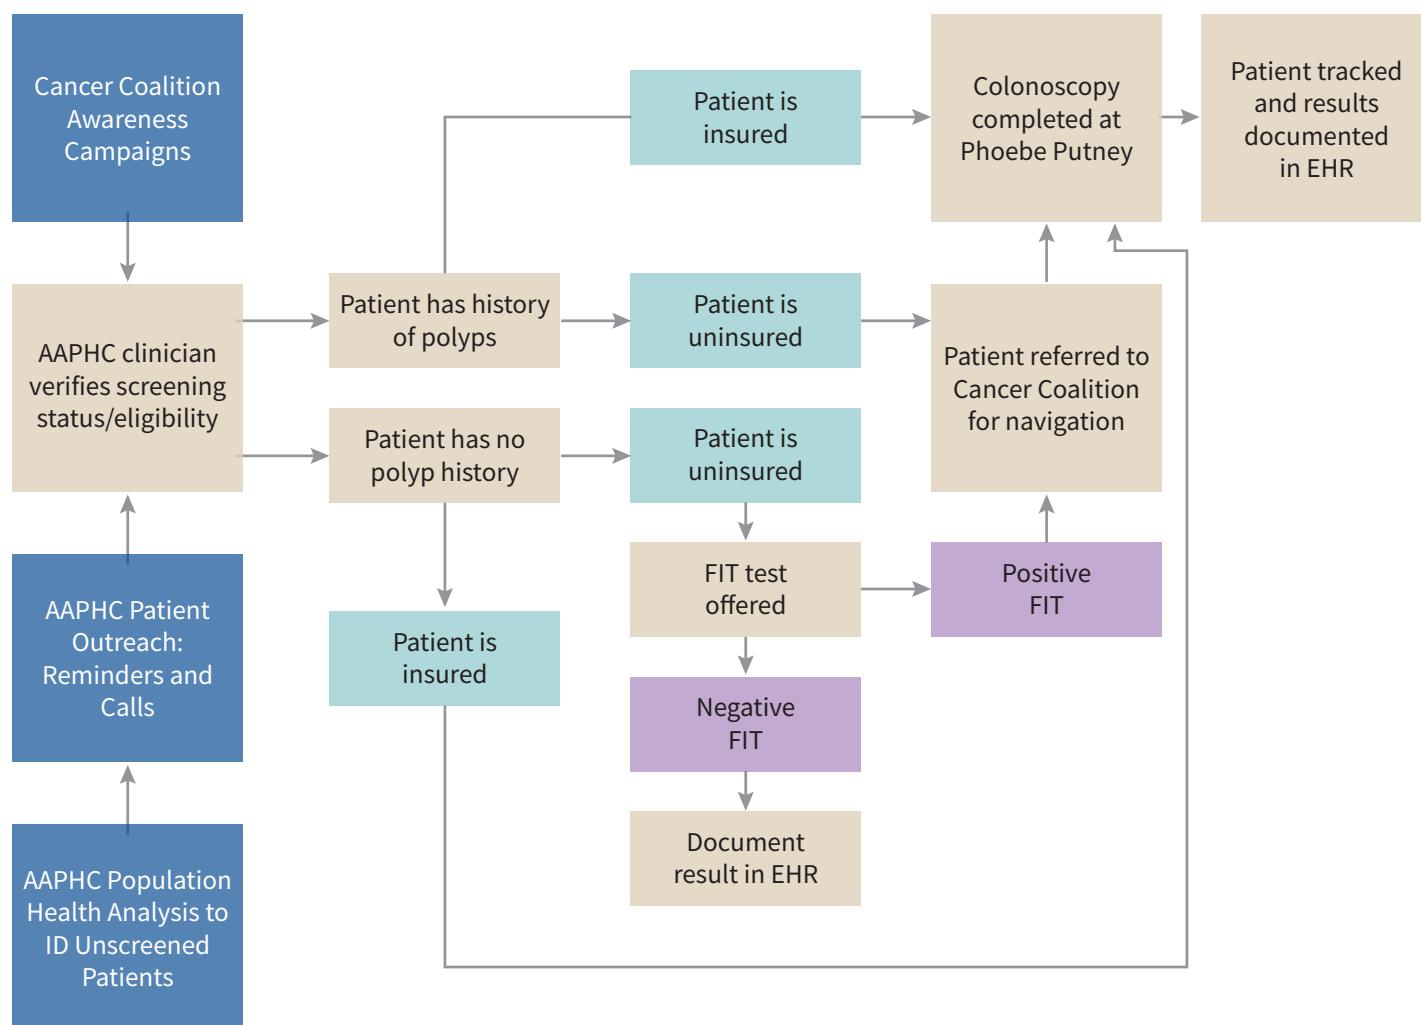 Cancer Coalition
Awareness
Campaigns
AAPHC clinician
verifies screening
status/eligibility
AAPHC Patient
Outreach:
Reminders and
Calls
AAPHC Population
Health Analysis to
ID Unscreened
Patients
Patient has history
of polyps
Patient has no
polyp history
Patient is
insured
Patient is
insured
Patient is
uninsured
Patient is
uninsured
FIT test
offered
Negative
FIT
Document
result in EHR
Colonoscopy
completed at
Phoebe Putney
Patient referred to
Cancer Coalition
for navigation
Positive
FIT
Patient tracked
and results
documented
in EHR